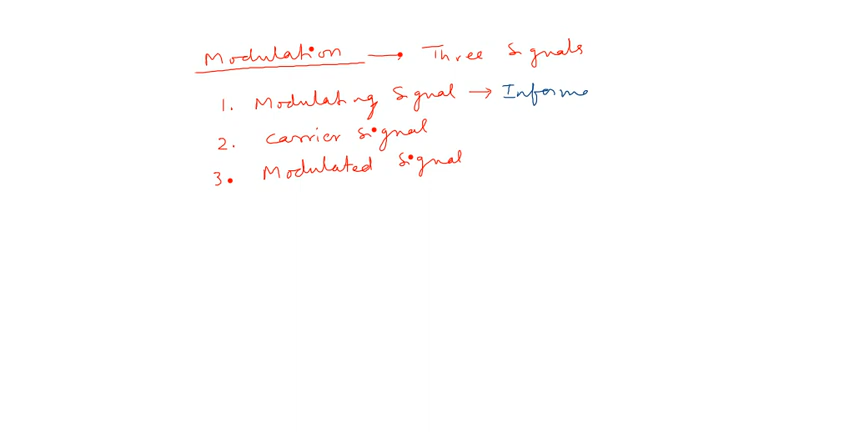 Modulation → Three Signals
1. Modulating Signal → Informa
2. Carrier Signal
3. Modulated Signal